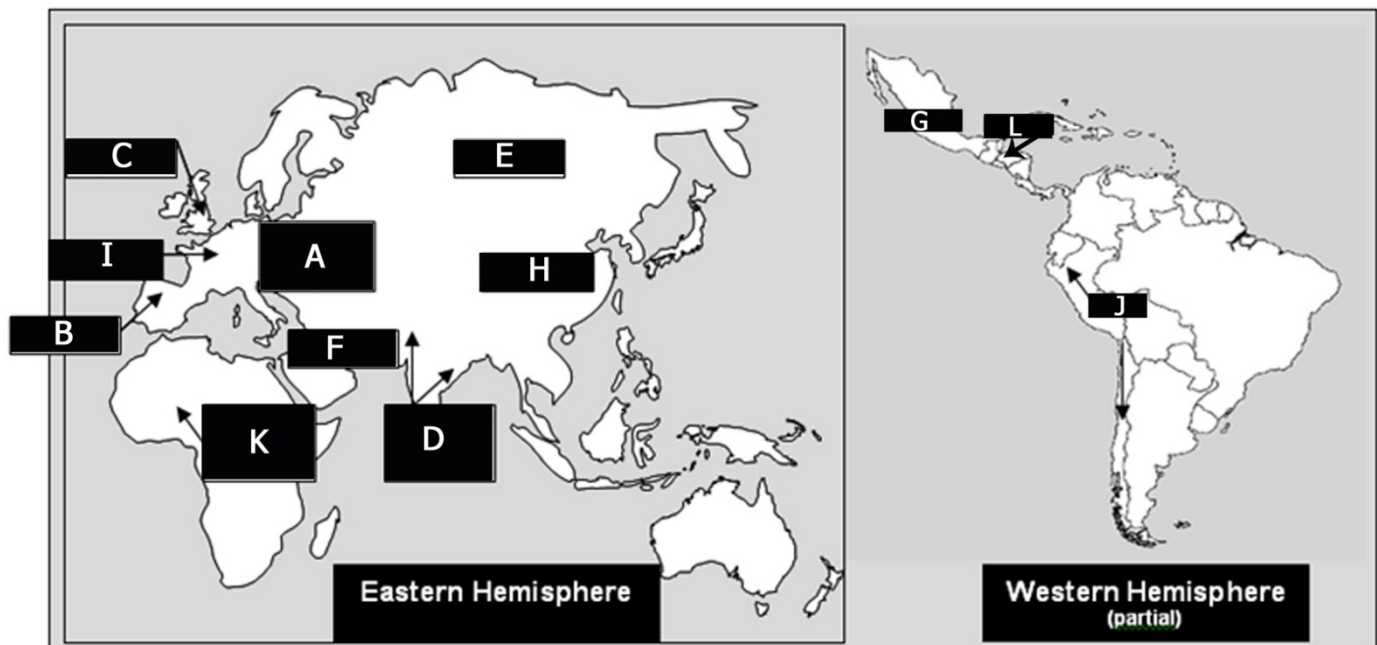 G
L
C
E
I
A
H
J
B
F
K
D
Eastern Hemisphere
Western Hemisphere
(partial)